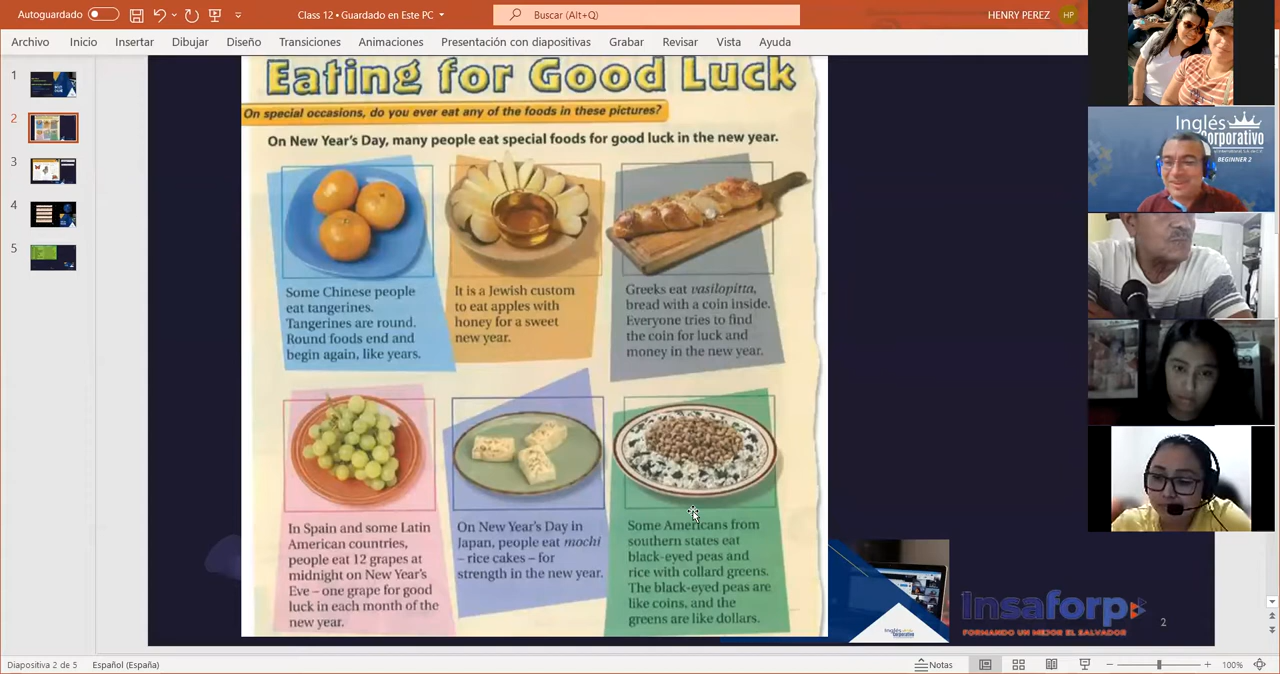 Autoguardado
Class 12 • Guardado en Este PC
Buscar (Alt+Q)
HENRY PEREZ
HP
Archivo Inicio Insertar Dibujar Diseño Transiciones Animaciones Presentación con diapositivas Grabar Revisar Vista Ayuda
1
2
3
4
5
Eating for Good Luck
On special occasions, do you ever eat any of the foods in these pictures?
On New Year's Day, many people eat special foods for good luck in the new year.
Some Chinese people
eat tangerines.
Tangerines are round.
Round foods end and
begin again, like years.
It is a Jewish custom
to eat apples with
honey for a sweet
new year.
Greeks eat vasilopitta,
bread with a coin inside.
Everyone tries to find
the coin for luck and
money in the new year.
In Spain and some Latin
American countries,
people eat 12 grapes at
midnight on New Year's
Eve – one grape for good
luck in each month of the
new year.
On New Year's Day in
Japan, people eat mochi
– rice cakes – for
strength in the new year.
Some Americans from
southern states eat
black-eyed peas and
rice with collard greens.
The black-eyed peas are
like coins, and the
greens are like dollars.
Insaforp
FORMANDO UN MEJOR EL SALVADOR
2
Inglés
Corporativo
BEGINNER 2
Diapositiva 2 de 5 Español (España)
Notas
100%